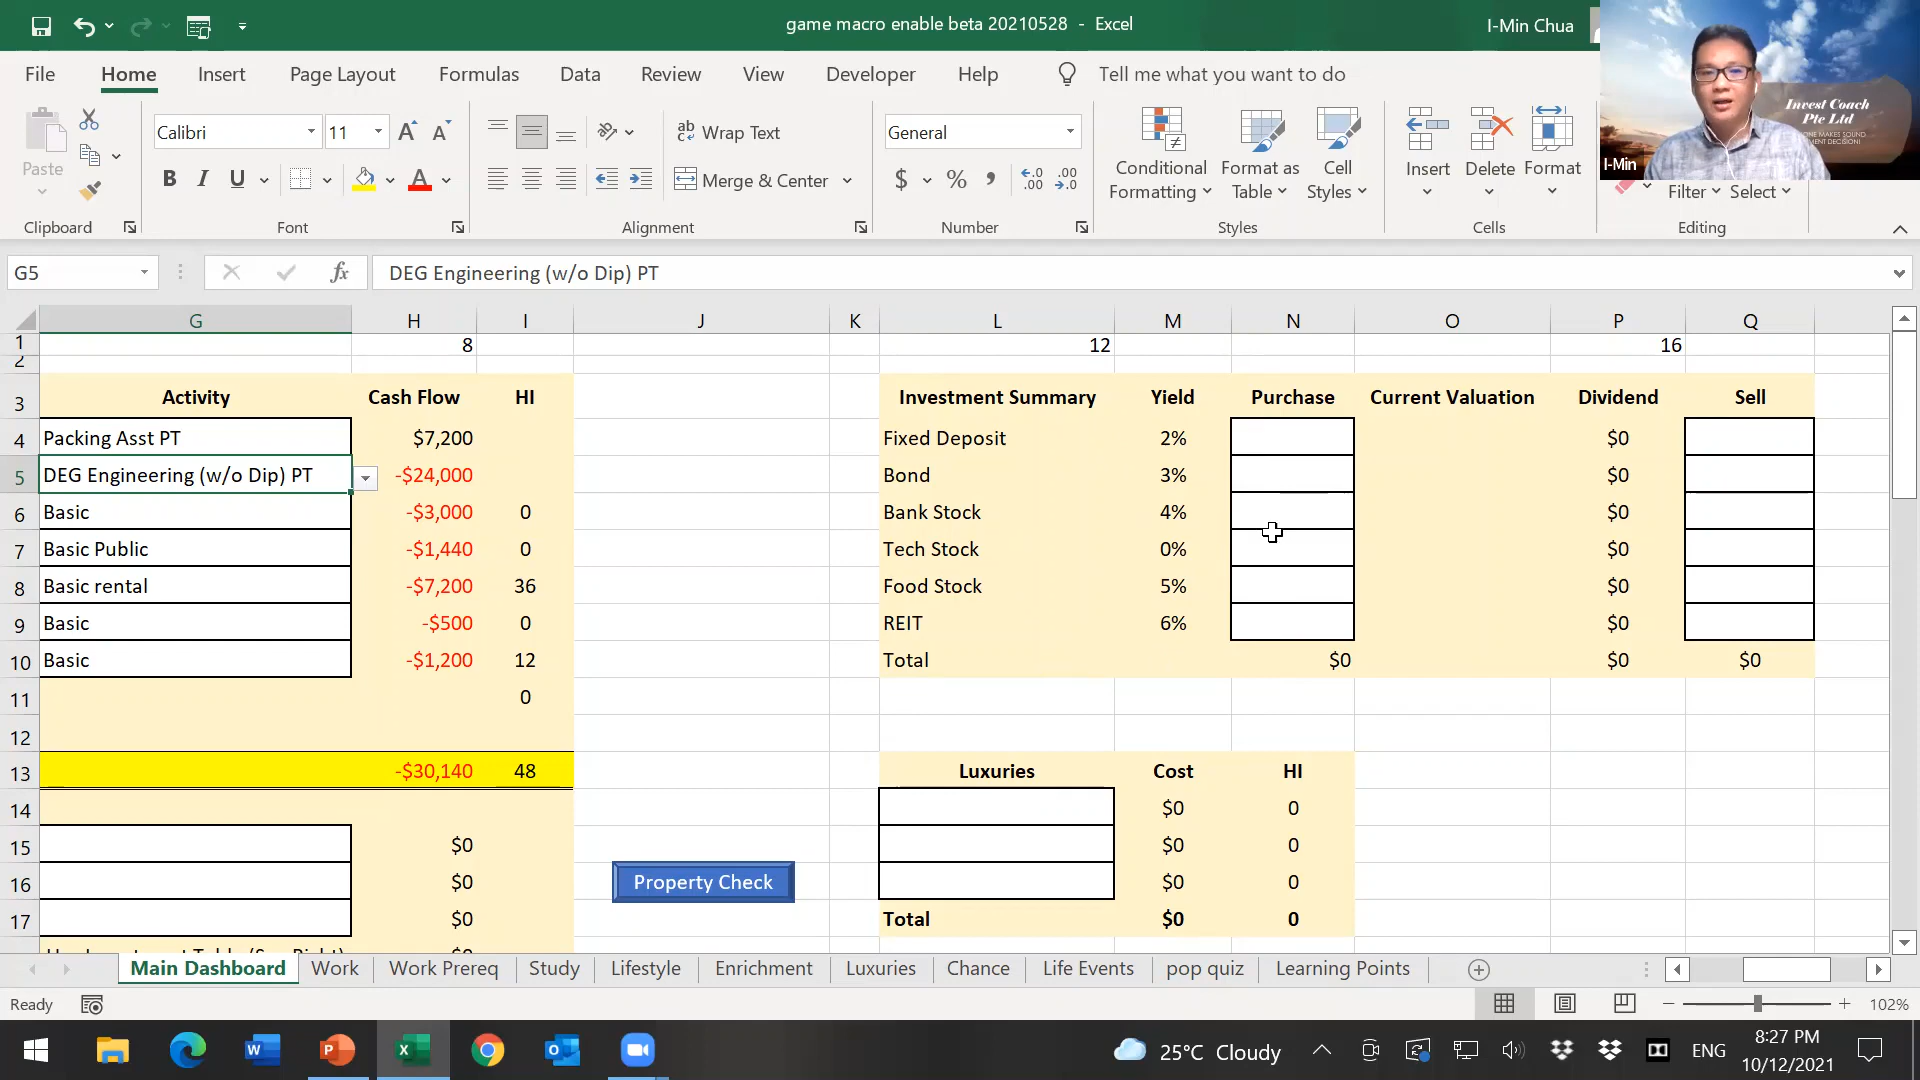 game macro enable beta 20210528 - Excel
I-Min Chua
File Home Insert Page Layout Formulas Data Review View Developer Help Tell me what you want to do
Invest Coach
Pte Ltd
I-Min
Paste
Calibri 11
Wrap Text
Merge & Center
General
Conditional
Formatting
Format as
Table
Cell
Styles
Insert Delete Format
Filter Select
Clipboard Font Alignment Number Styles Cells Editing
G5 fx DEG Engineering (w/o Dip) PT
G H I J K L M N O P Q
1 8 12 16
2
3 Activity Cash Flow HI Investment Summary Yield Purchase Current Valuation Dividend Sell
4 Packing Asst PT $7,200 Fixed Deposit 2% $0
5 DEG Engineering (w/o Dip) PT -$24,000 Bond 3% $0
6 Basic -$3,000 0 Bank Stock 4% $0
7 Basic Public -$1,440 0 Tech Stock 0% $0
8 Basic rental -$7,200 36 Food Stock 5% $0
9 Basic -$500 0 REIT 6% $0
10 Basic -$1,200 12 Total $0 $0 $0
11 0
12
13 -$30,140 48 Luxuries Cost HI
14 $0 0
15 $0 $0 0
16 $0 Property Check $0 0
17 $0 Total $0 0
Main Dashboard Work Work Prereq Study Lifestyle Enrichment Luxuries Chance Life Events pop quiz Learning Points
Ready 102%
25°C Cloudy ENG 8:27 PM
10/12/2021